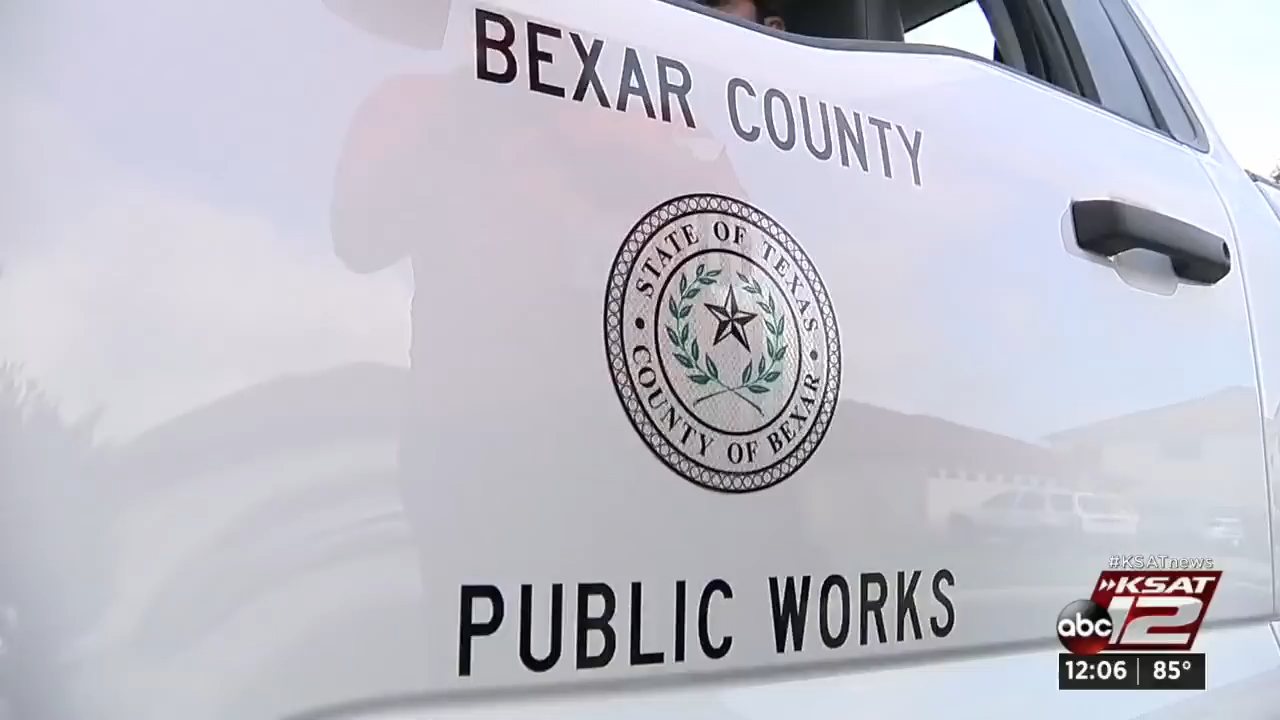 BEXAR COUNTY
STATE OF TEXAS
COUNTY OF BEXAR
PUBLIC WORKS
#KSATnews
KSAT
abc 12
12:06 | 85°